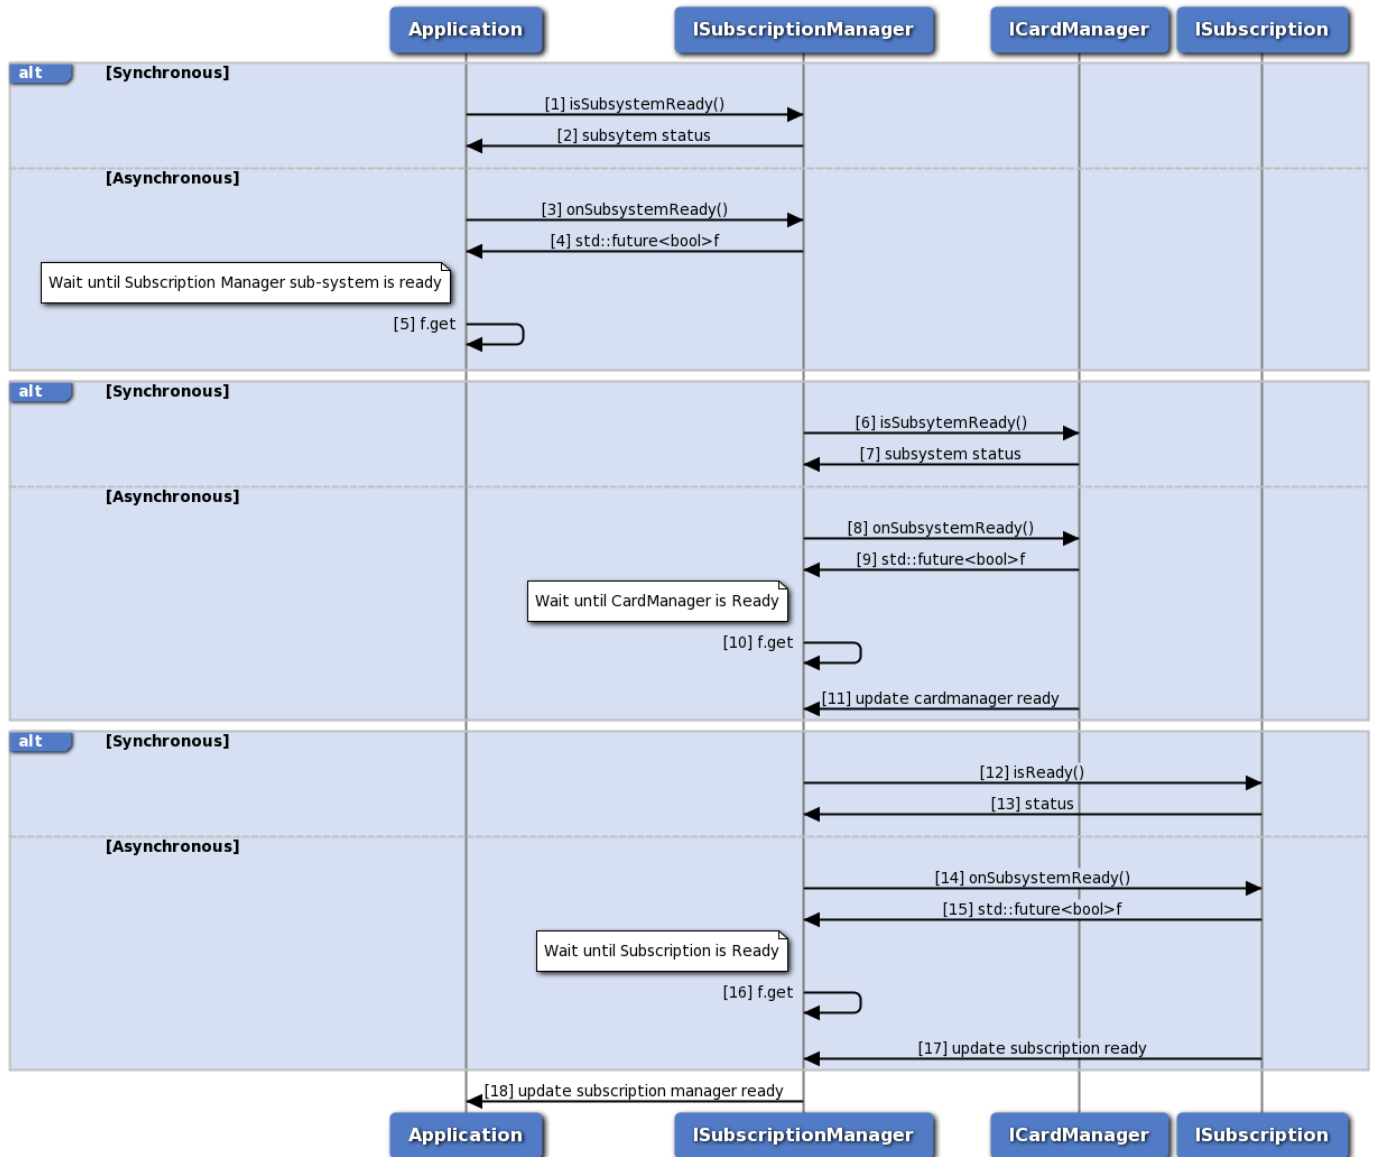 Application
ISubscriptionManager
ICardManager
ISubscription
alt
[Synchronous]
[1] isSubsystemReady()
[2] subsytem status
[Asynchronous]
[3] onSubsystemReady()
[4] std::future<bool>f
Wait until Subscription Manager sub-system is ready
[5] f.get
alt
[Synchronous]
[6] isSubsytemReady()
[7] subsystem status
[Asynchronous]
[8] onSubsystemReady()
[9] std::future<bool>f
Wait until CardManager is Ready
[10] f.get
[11] update cardmanager ready
alt
[Synchronous]
[12] isReady()
[13] status
[Asynchronous]
[14] onSubsystemReady()
[15] std::future<bool>f
Wait until Subscription is Ready
[16] f.get
[17] update subscription ready
[18] update subscription manager ready
Application
ISubscriptionManager
ICardManager
ISubscription